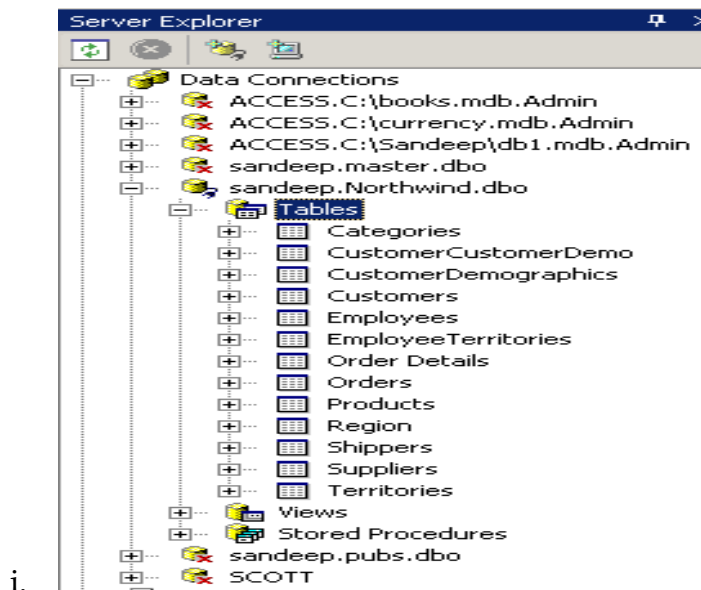 Server Explorer
Data Connections
ACCESS.C:\books.mdb.Admin
ACCESS.C:\currency.mdb.Admin
ACCESS.C:\Sandeep\db1.mdb.Admin
sandeep.master.dbo
sandeep.Northwind.dbo
Tables
Categories
CustomerCustomerDemo
CustomerDemographics
Customers
Employees
EmployeeTerritories
Order Details
Orders
Products
Region
Shippers
Suppliers
Territories
Views
Stored Procedures
sandeep.pubs.dbo
i. SCOTT